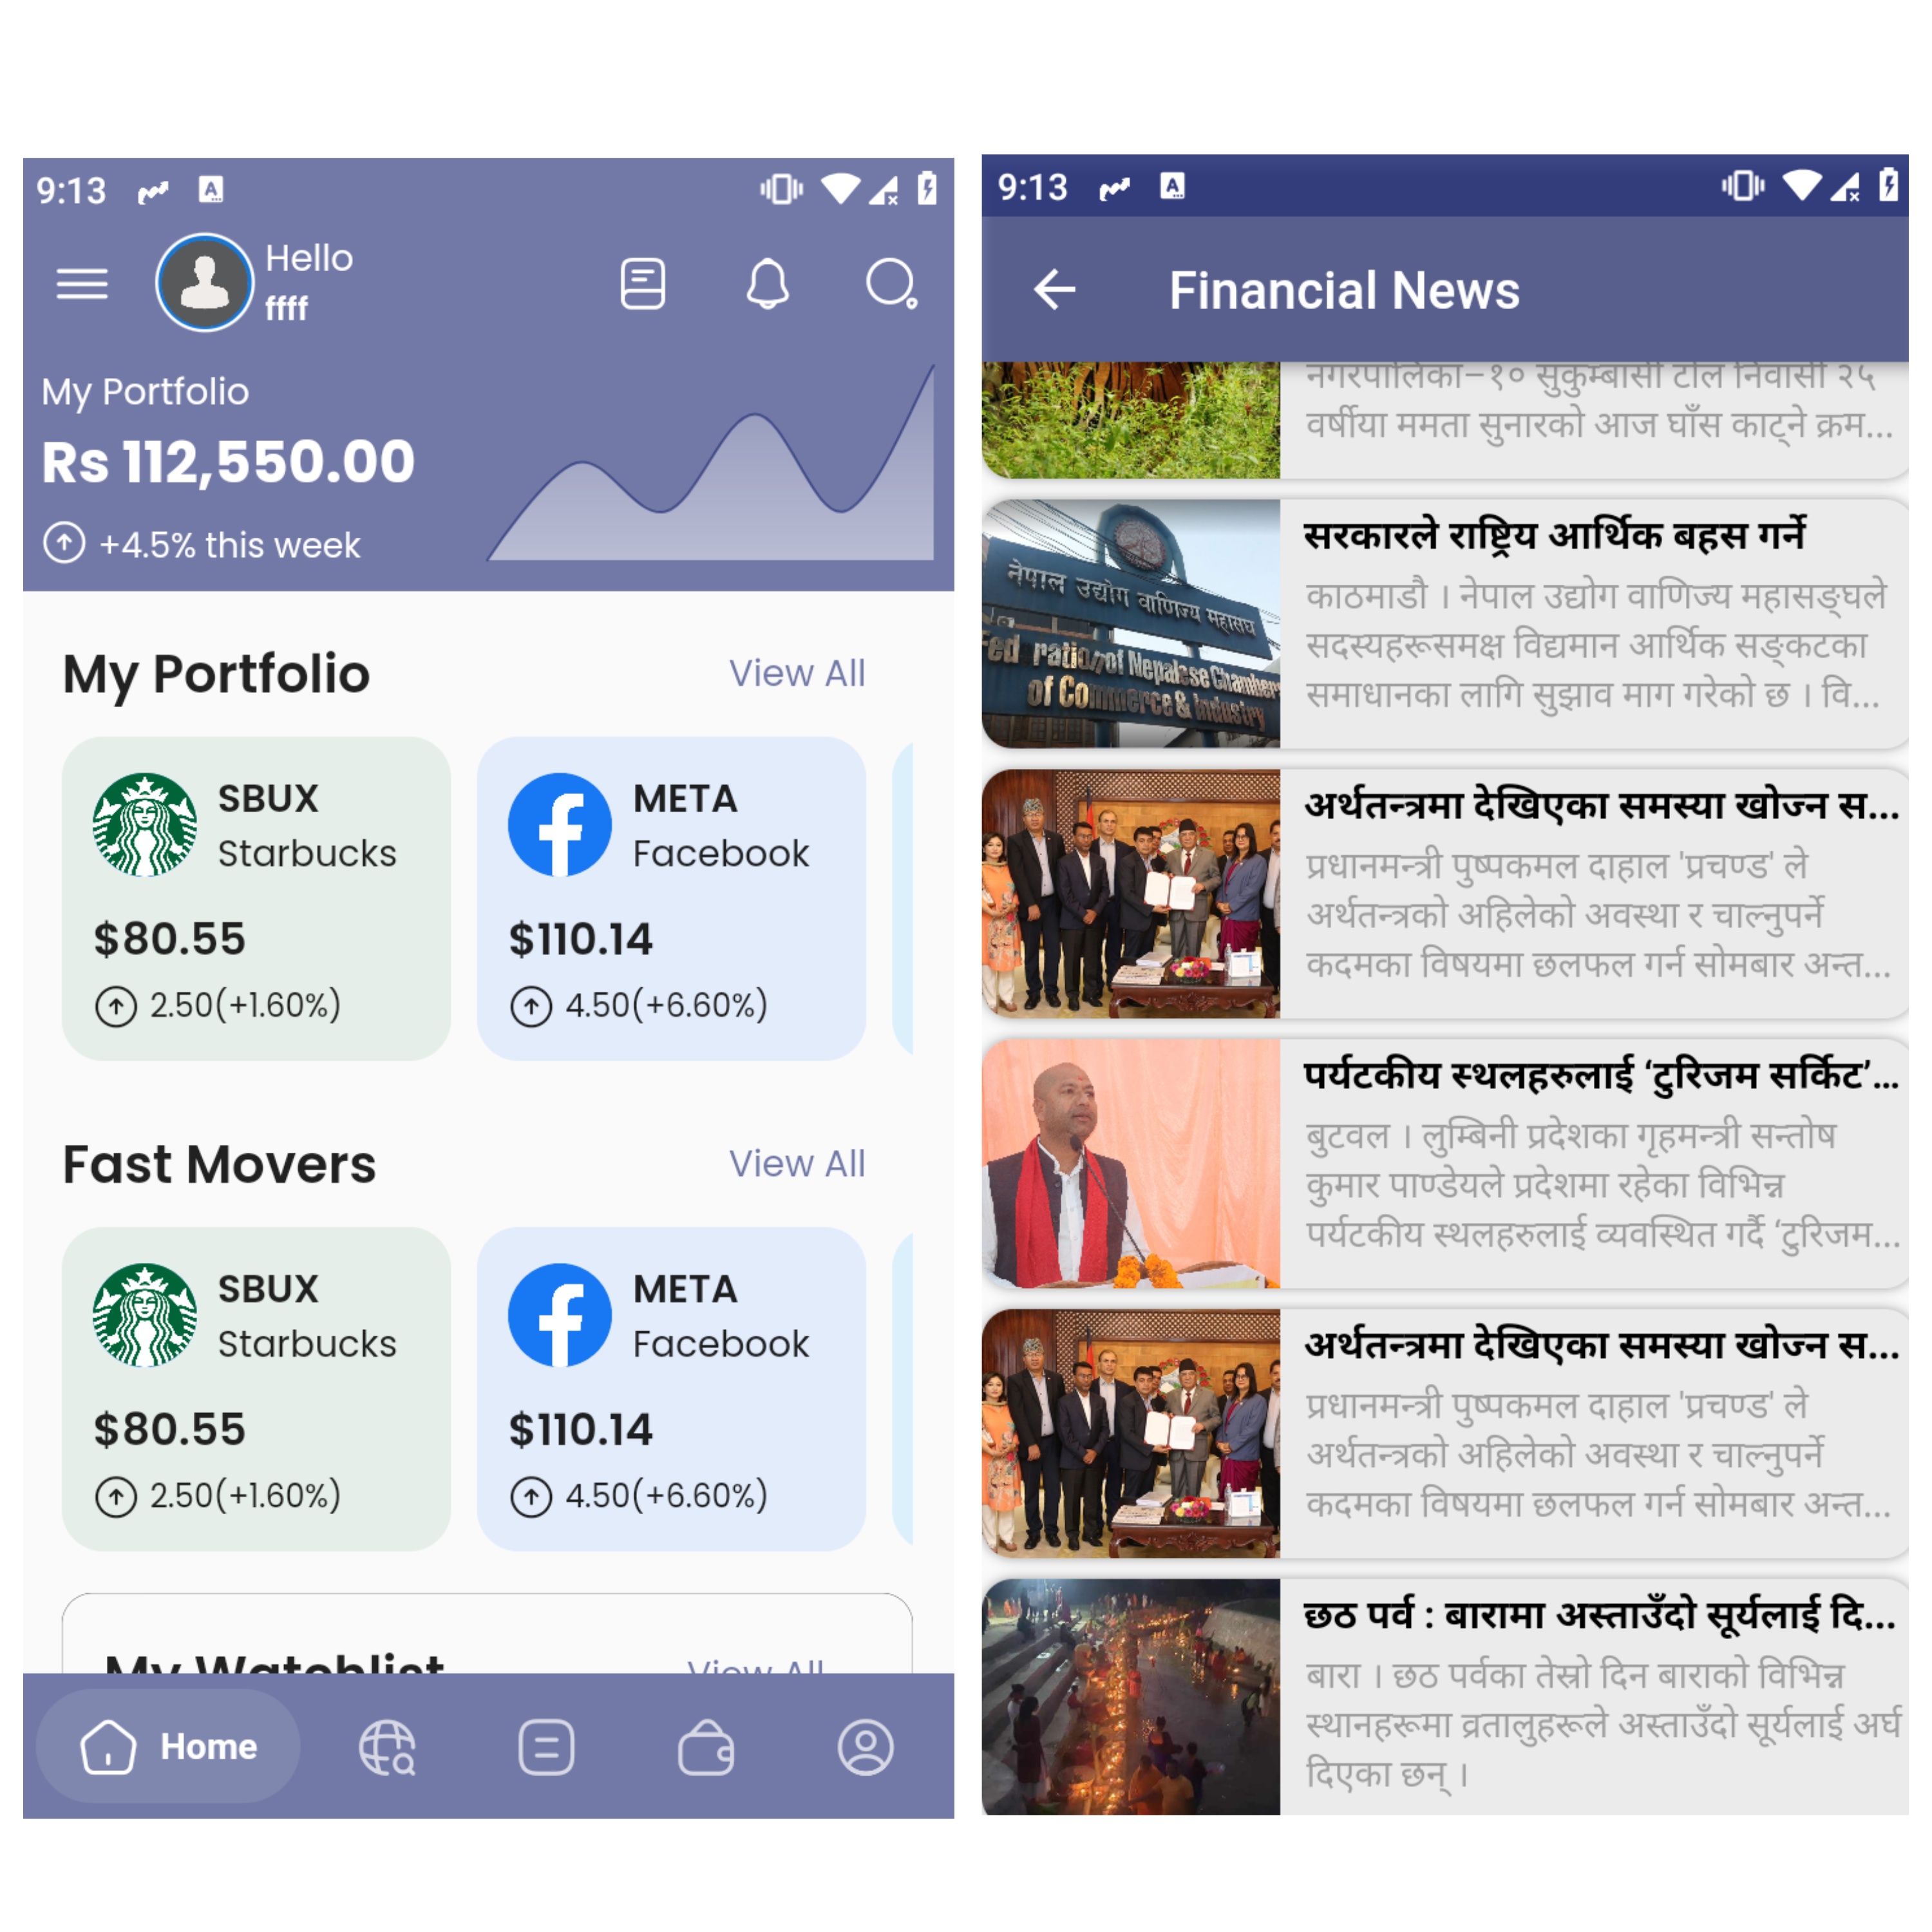 9:13
Hello
ffff
My Portfolio
Rs 112,550.00
+4.5% this week
My Portfolio
View All
SBUX
Starbucks
$80.55
2.50(+1.60%)
META
Facebook
$110.14
4.50(+6.60%)
Fast Movers
View All
SBUX
Starbucks
$80.55
2.50(+1.60%)
META
Facebook
$110.14
4.50(+6.60%)
My Watchlist
View All
Home
9:13
Financial News
नगरपालिका–१० सुकुम्बासी टोल निवासी २५
वर्षीया ममता सुनारको आज घाँस काट्ने क्रम...
नेपाल उद्योग वाणिज्य महासंघ
Federation of Nepalese Chambers
of Commerce & Industry
सरकारले राष्ट्रिय आर्थिक बहस गर्ने
काठमाडौ । नेपाल उद्योग वाणिज्य महासङ्घले
सदस्यहरूसमक्ष विद्यमान आर्थिक सङ्कटका
समाधानका लागि सुझाव माग गरेको छ । वि...
अर्थतन्त्रमा देखिएका समस्या खोज्न स...
प्रधानमन्त्री पुष्पकमल दाहाल 'प्रचण्ड' ले
अर्थतन्त्रको अहिलेको अवस्था र चाल्नुपर्ने
कदमका विषयमा छलफल गर्न सोमबार अन्त...
पर्यटकीय स्थलहरुलाई ‘टुरिजम सर्किट’...
बुटवल । लुम्बिनी प्रदेशका गृहमन्त्री सन्तोष
कुमार पाण्डेयले प्रदेशमा रहेका विभिन्न
पर्यटकीय स्थलहरुलाई व्यवस्थित गर्दै ‘टुरिजम...
अर्थतन्त्रमा देखिएका समस्या खोज्न स...
प्रधानमन्त्री पुष्पकमल दाहाल 'प्रचण्ड' ले
अर्थतन्त्रको अहिलेको अवस्था र चाल्नुपर्ने
कदमका विषयमा छलफल गर्न सोमबार अन्त...
छठ पर्व : बारामा अस्ताउँदो सूर्यलाई दि...
बारा । छठ पर्वका तेस्रो दिन बाराको विभिन्न
स्थानहरूमा व्रतालुहरूले अस्ताउँदो सूर्यलाई अर्घ
दिएका छन् ।